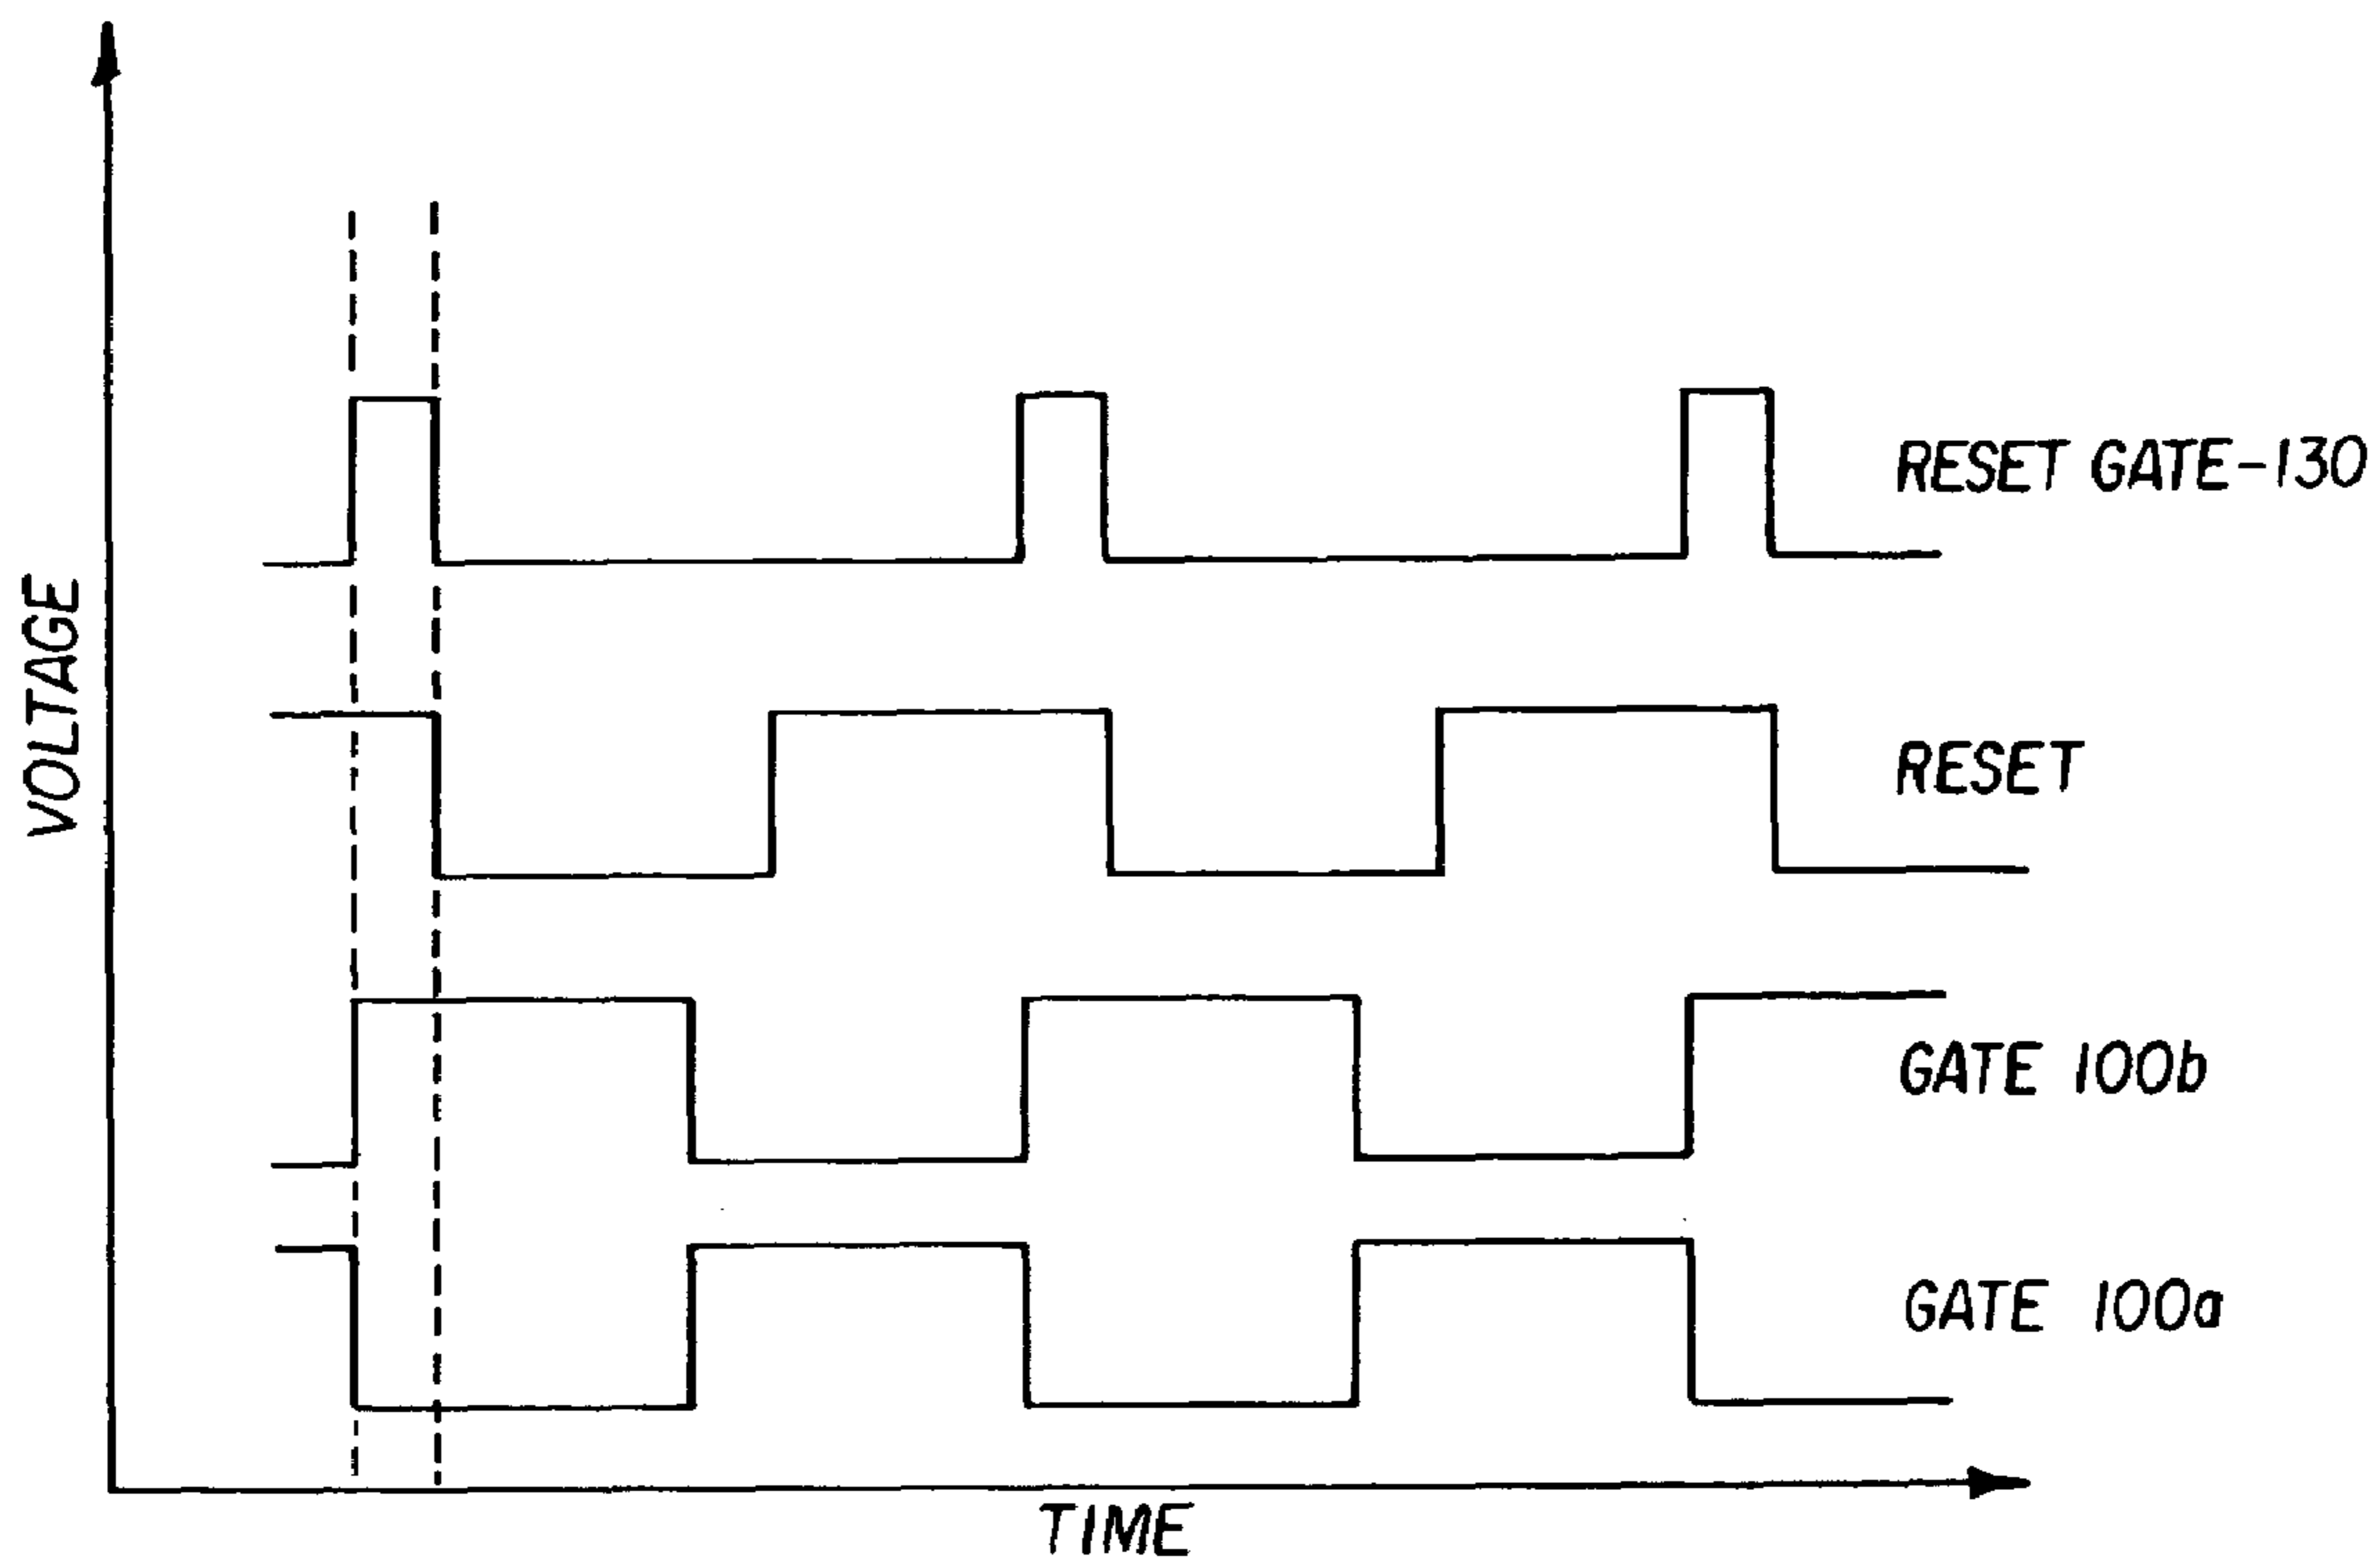 VOLTAGE
RESET GATE-130
RESET
GATE 100b
GATE 100a
TIME